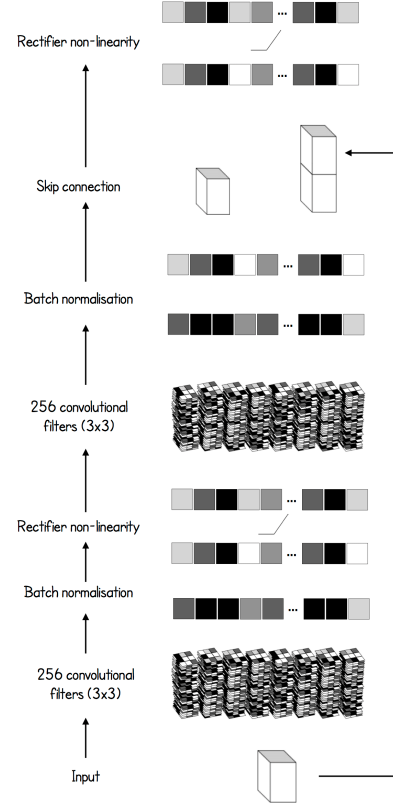 Rectifier non-linearity
...
...
Skip connection
...
Batch normalisation
...
256 convolutional
filters (3x3)
...
Rectifier non-linearity
...
Batch normalisation
...
256 convolutional
filters (3x3)
Input